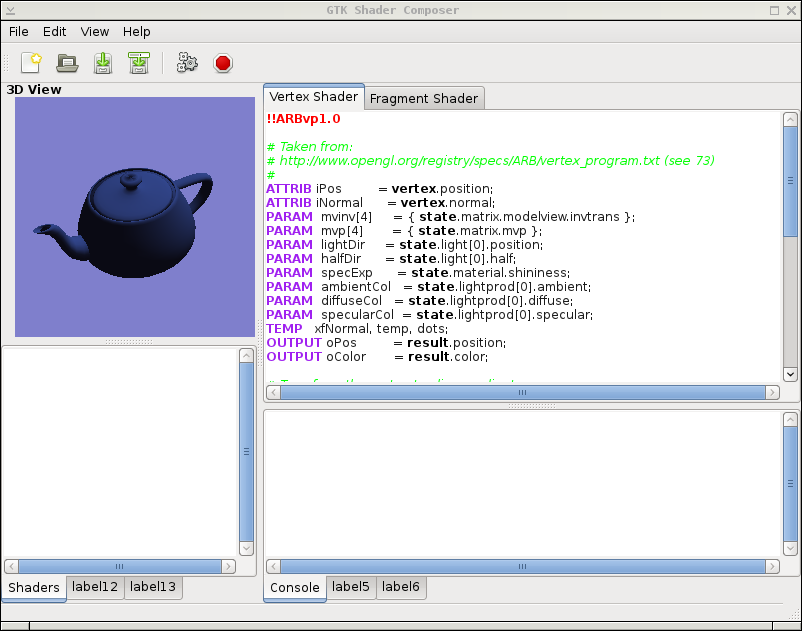 GTK Shader Composer
File Edit View Help
3D View
Vertex Shader
Fragment Shader
!!ARBvp1.0
# Taken from:
# http://www.opengl.org/registry/specs/ARB/vertex_program.txt (see 73)
#
ATTRIB iPos = vertex.position;
ATTRIB iNormal = vertex.normal;
PARAM mvinv[4] = { state.matrix.modelview.invtrans };
PARAM mvp[4] = { state.matrix.mvp };
PARAM lightDir = state.light[0].position;
PARAM halfDir = state.light[0].half;
PARAM specExp = state.material.shininess;
PARAM ambientCol = state.lightprod[0].ambient;
PARAM diffuseCol = state.lightprod[0].diffuse;
PARAM specularCol = state.lightprod[0].specular;
TEMP xfNormal, temp, dots;
OUTPUT oPos = result.position;
OUTPUT oColor = result.color;
Shaders label12 label13
Console label5 label6